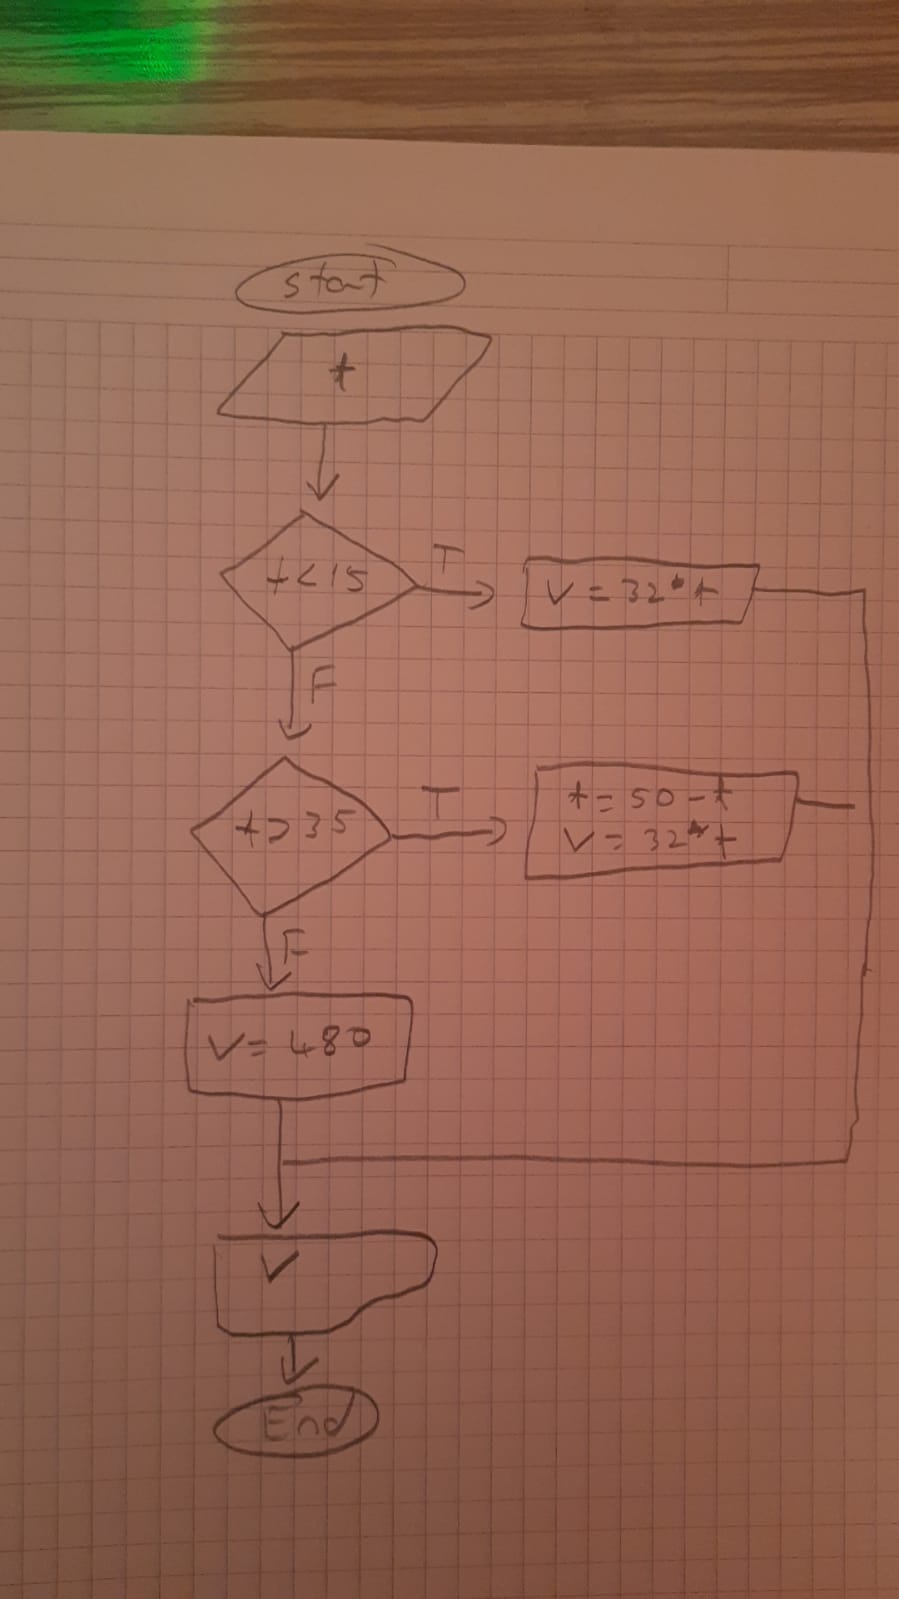 start
t
t<15
T
V = 32*t
F
t>35
T
t = 50 - t
V = 32*t
F
V = 480
V
End